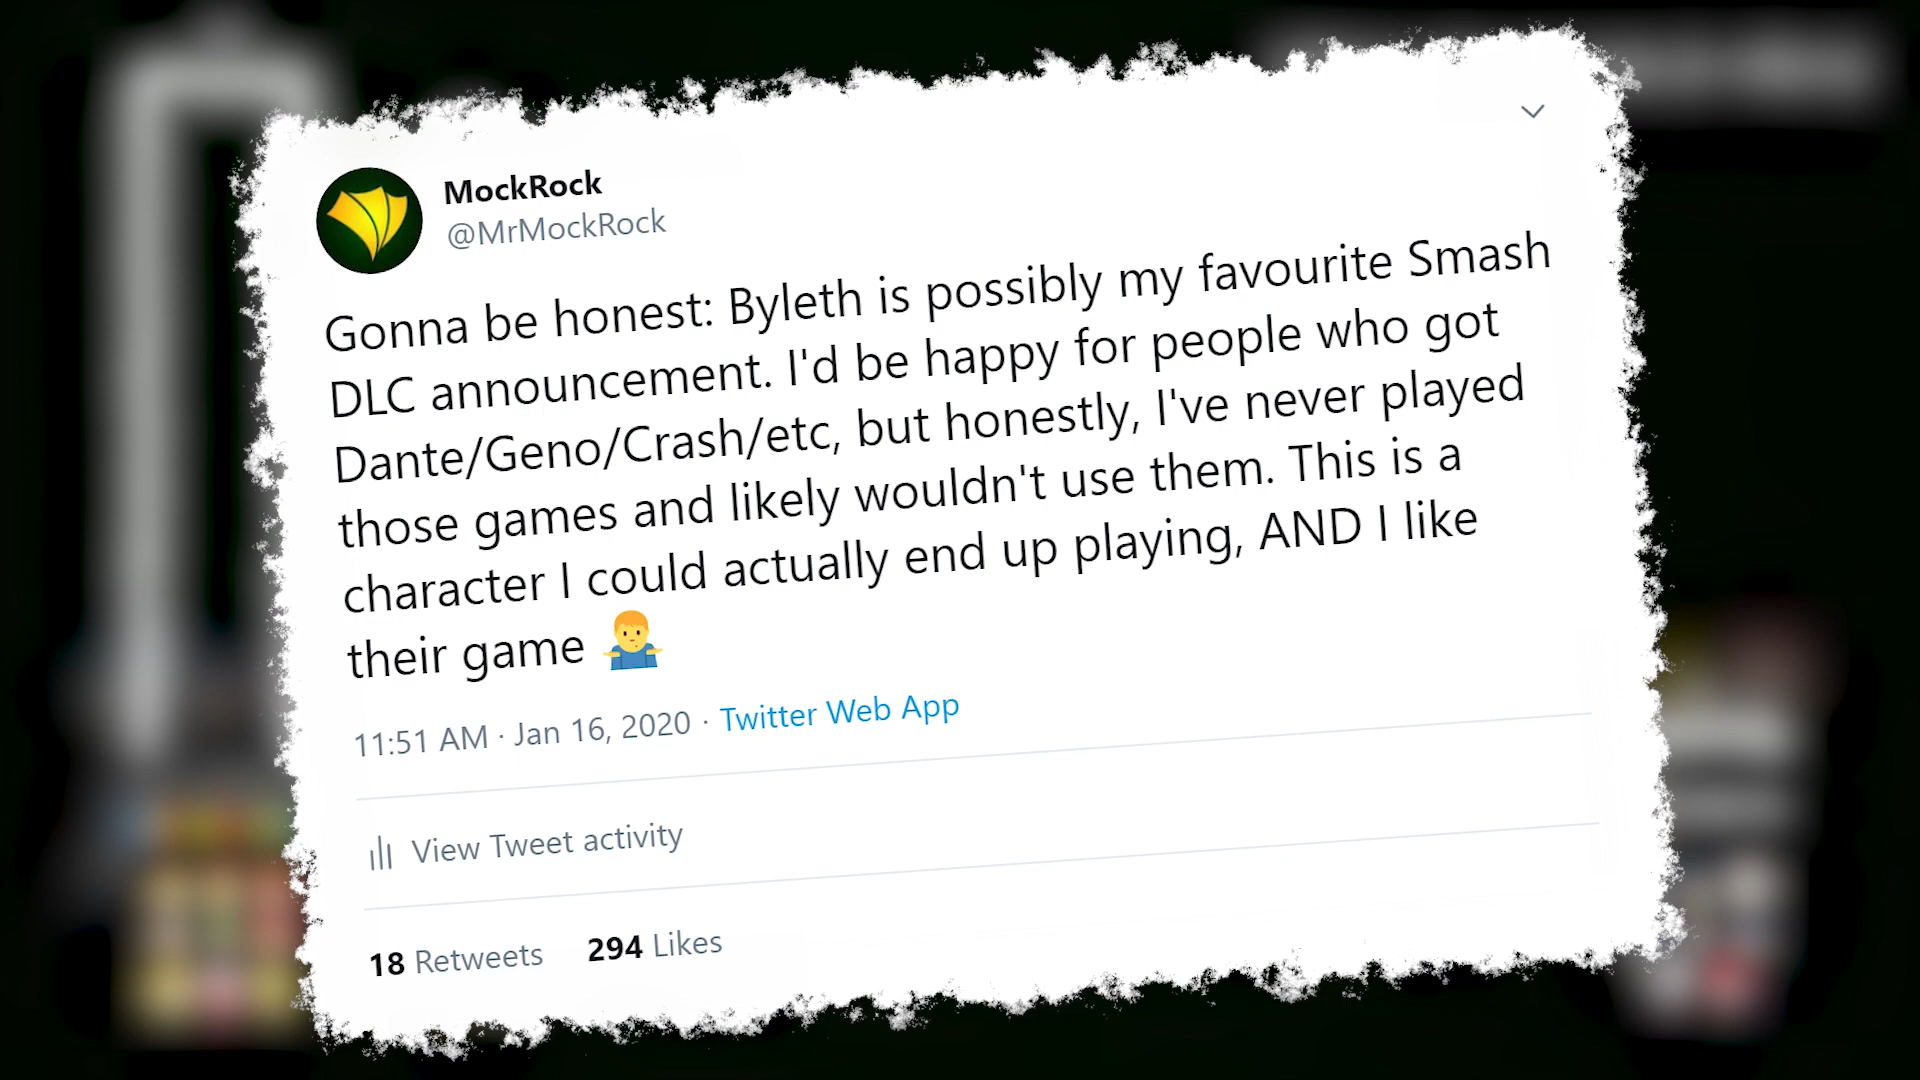 MockRock
@MrMockRock
Gonna be honest: Byleth is possibly my favourite Smash
DLC announcement. I'd be happy for people who got
Dante/Geno/Crash/etc, but honestly, I've never played
those games and likely wouldn't use them. This is a
character I could actually end up playing, AND I like
their game 🤷‍♂️
11:51 AM · Jan 16, 2020 · Twitter Web App
View Tweet activity
18 Retweets 294 Likes